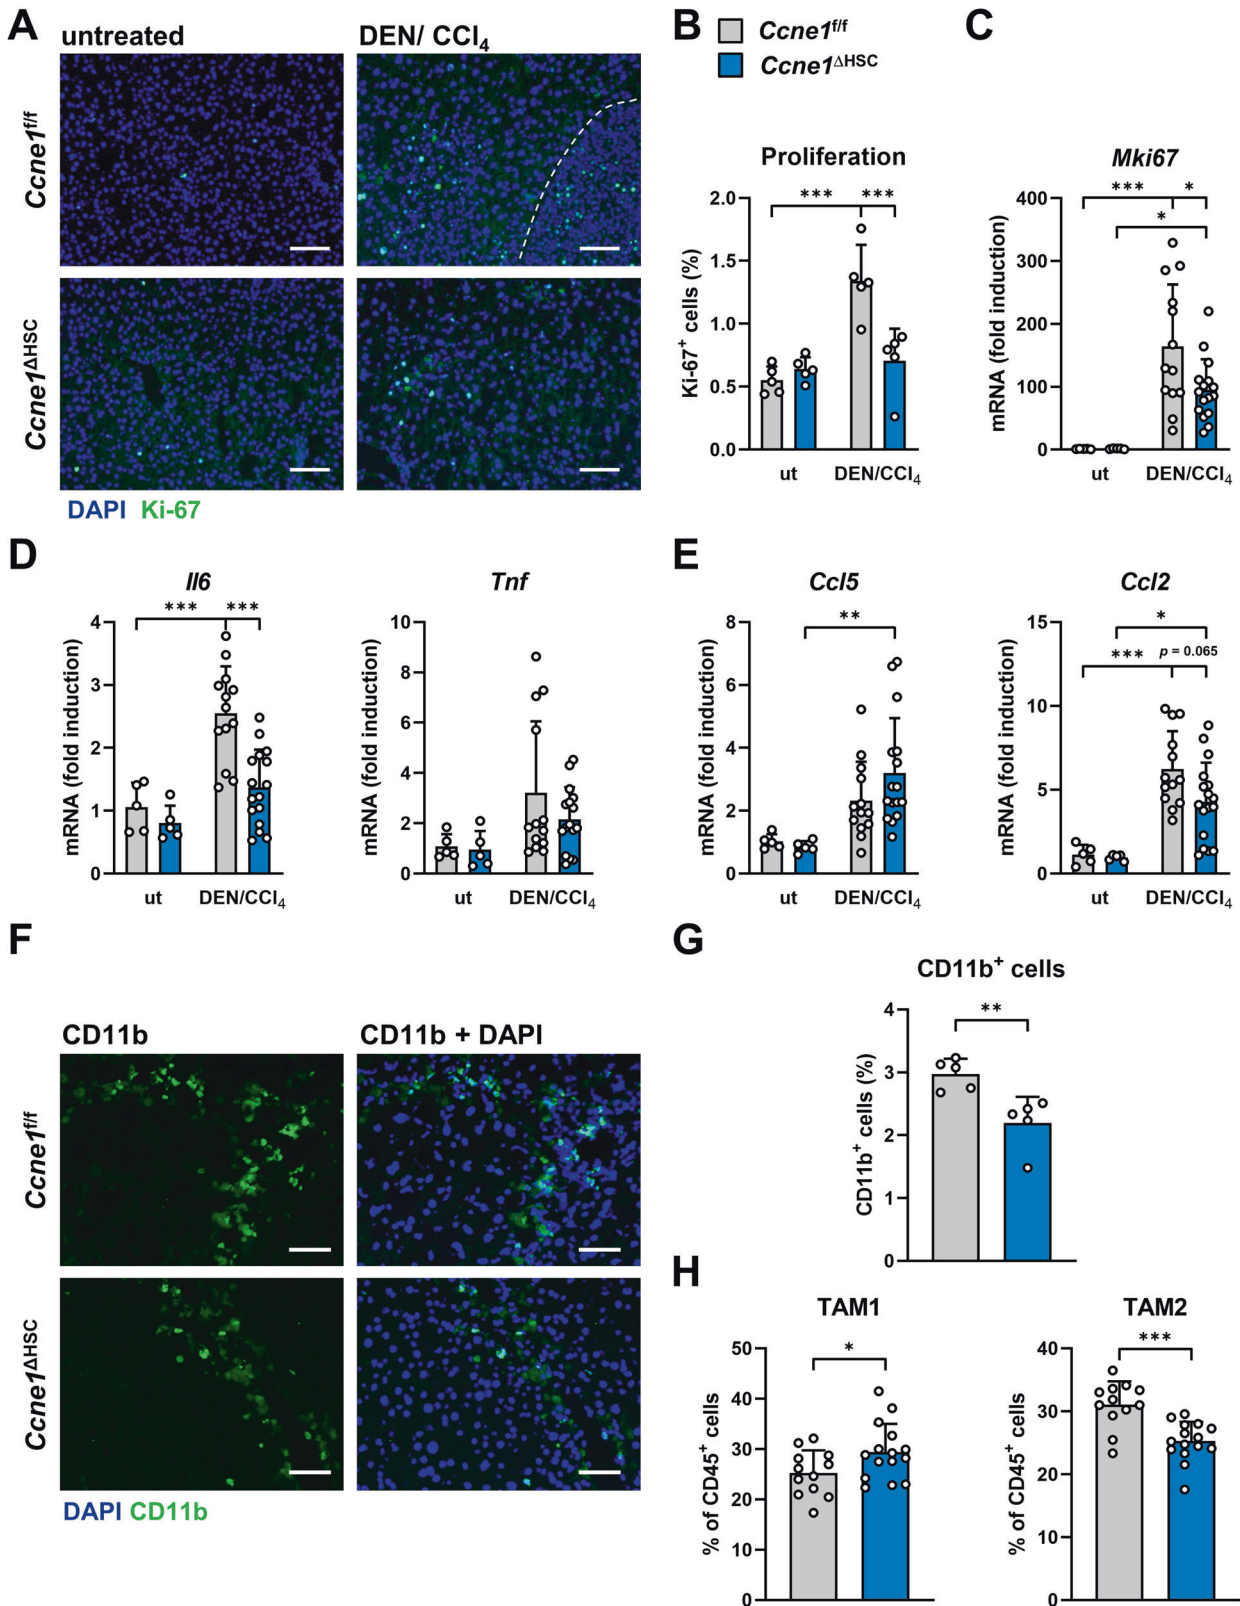 A
untreated
DEN/ CCl4
Ccne1f/f
Ccne1ΔHSC
DAPI Ki-67
B
Ccne1f/f
Ccne1ΔHSC
Proliferation
Ki-67+ cells (%)
2.0
1.5
1.0
0.5
0.0
*** ***
ut DEN/CCl4
C
Mki67
mRNA (fold induction)
400
300
200
100
0
*** *
*
ut DEN/CCl4
D
Il6
mRNA (fold induction)
4
3
2
1
0
*** ***
ut DEN/CCl4
Tnf
mRNA (fold induction)
10
8
6
4
2
0
ut DEN/CCl4
E
Ccl5
mRNA (fold induction)
8
6
4
2
0
**
ut DEN/CCl4
Ccl2
mRNA (fold induction)
15
10
5
0
*
*** p = 0.065
ut DEN/CCl4
F
CD11b
CD11b + DAPI
Ccne1f/f
Ccne1ΔHSC
DAPI CD11b
G
CD11b+ cells
CD11b+ cells (%)
4
3
2
1
0
**
H
TAM1
% of CD45+ cells
50
40
30
20
10
0
*
TAM2
% of CD45+ cells
40
30
20
10
0
***